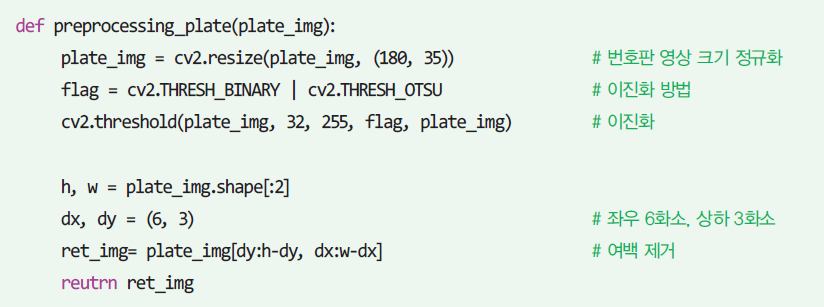 def preprocessing_plate(plate_img):
plate_img = cv2.resize(plate_img, (180, 35)) # 번호판 영상 크기 정규화
flag = cv2.THRESH_BINARY | cv2.THRESH_OTSU # 이진화 방법
cv2.threshold(plate_img, 32, 255, flag, plate_img) # 이진화
h, w = plate_img.shape[:2]
dx, dy = (6, 3) # 좌우 6화소, 상하 3화소
ret_img= plate_img[dy:h-dy, dx:w-dx] # 여백 제거
reutrn ret_img